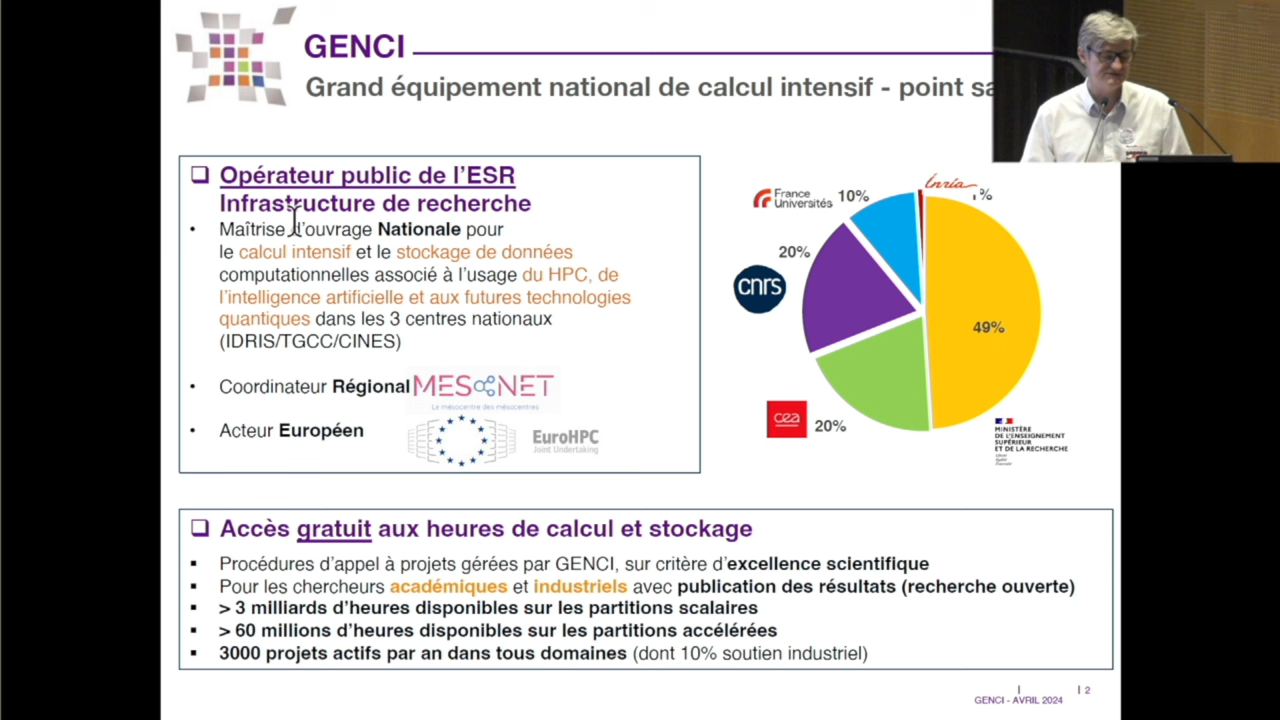 GENCI
Grand équipement national de calcul intensif - point
❑ Opérateur public de l'ESR
Infrastructure de recherche
• Maîtrise d'ouvrage Nationale pour
le calcul intensif et le stockage de données
computationnelles associé à l'usage du HPC, de
l'intelligence artificielle et aux futures technologies
quantiques dans les 3 centres nationaux
(IDRIS/TGCC/CINES)
• Coordinateur Régional MESONET
Le mésocentre des mésocentres
• Acteur Européen
EuroHPC
Joint Undertaking
France
Universités
10%
Inria
%
20%
cnrs
49%
cea
20%
MINISTÈRE
DE L'ENSEIGNEMENT
SUPÉRIEUR
ET DE LA RECHERCHE
Liberté
Égalité
Fraternité
❑ Accès gratuit aux heures de calcul et stockage
▪ Procédures d'appel à projets gérées par GENCI, sur critère d'excellence scientifique
▪ Pour les chercheurs académiques et industriels avec publication des résultats (recherche ouverte)
▪ > 3 milliards d'heures disponibles sur les partitions scalaires
▪ > 60 millions d'heures disponibles sur les partitions accélérées
▪ 3000 projets actifs par an dans tous domaines (dont 10% soutien industriel)
| | 2
GENCI - AVRIL 2024